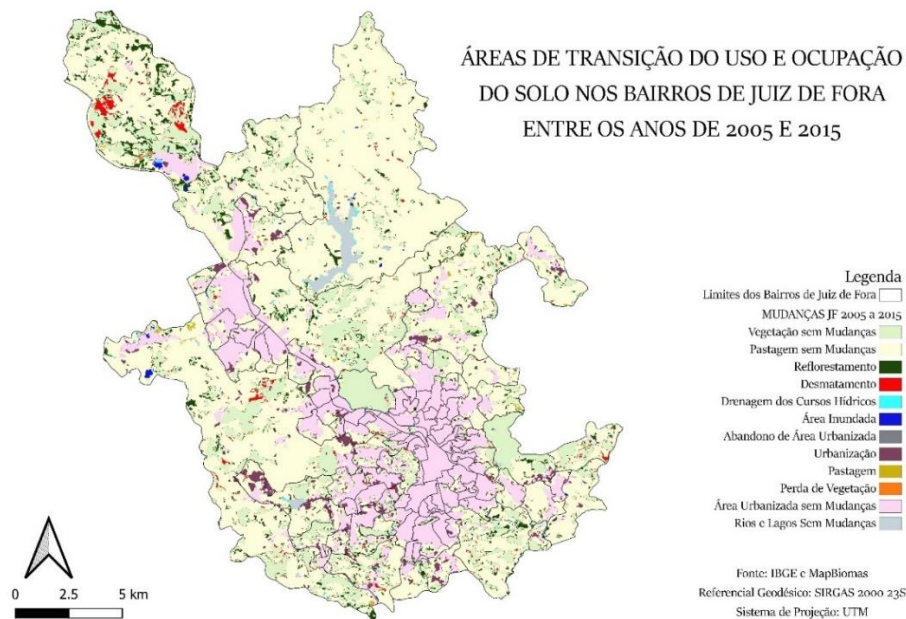 ÁREAS DE TRANSIÇÃO DO USO E OCUPAÇÃO
DO SOLO NOS BAIRROS DE JUIZ DE FORA
ENTRE OS ANOS DE 2005 E 2015
Legenda
Limites dos Bairros de Juiz de Fora
MUDANÇAS JF 2005 a 2015
Vegetação sem Mudanças
Pastagem sem Mudanças
Reflorestamento
Desmatamento
Drenagem dos Cursos Hídricos
Área Inundada
Abandono de Área Urbanizada
Urbanização
Pastagem
Perda de Vegetação
Área Urbanizada sem Mudanças
Rios e Lagos Sem Mudanças
0 2.5 5 km
Fonte: IBGE e MapBiomas
Referencial Geodésico: SIRGAS 2000 23S
Sistema de Projeção: UTM